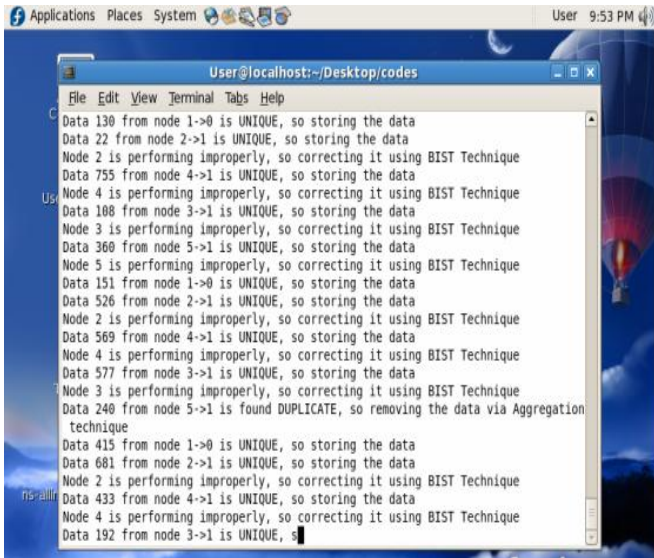 Applications Places System User 9:53 PM
User@localhost:~/Desktop/codes
File Edit View Terminal Tabs Help
Data 130 from node 1->0 is UNIQUE, so storing the data
Data 22 from node 2->1 is UNIQUE, so storing the data
Node 2 is performing improperly, so correcting it using BIST Technique
Data 755 from node 4->1 is UNIQUE, so storing the data
Node 4 is performing improperly, so correcting it using BIST Technique
Data 108 from node 3->1 is UNIQUE, so storing the data
Node 3 is performing improperly, so correcting it using BIST Technique
Data 360 from node 5->1 is UNIQUE, so storing the data
Node 5 is performing improperly, so correcting it using BIST Technique
Data 151 from node 1->0 is UNIQUE, so storing the data
Data 526 from node 2->1 is UNIQUE, so storing the data
Node 2 is performing improperly, so correcting it using BIST Technique
Data 569 from node 4->1 is UNIQUE, so storing the data
Node 4 is performing improperly, so correcting it using BIST Technique
Data 577 from node 3->1 is UNIQUE, so storing the data
Node 3 is performing improperly, so correcting it using BIST Technique
Data 240 from node 5->1 is found DUPLICATE, so removing the data via Aggregation
technique
Data 415 from node 1->0 is UNIQUE, so storing the data
Data 681 from node 2->1 is UNIQUE, so storing the data
Node 2 is performing improperly, so correcting it using BIST Technique
Data 433 from node 4->1 is UNIQUE, so storing the data
Node 4 is performing improperly, so correcting it using BIST Technique
Data 192 from node 3->1 is UNIQUE, s